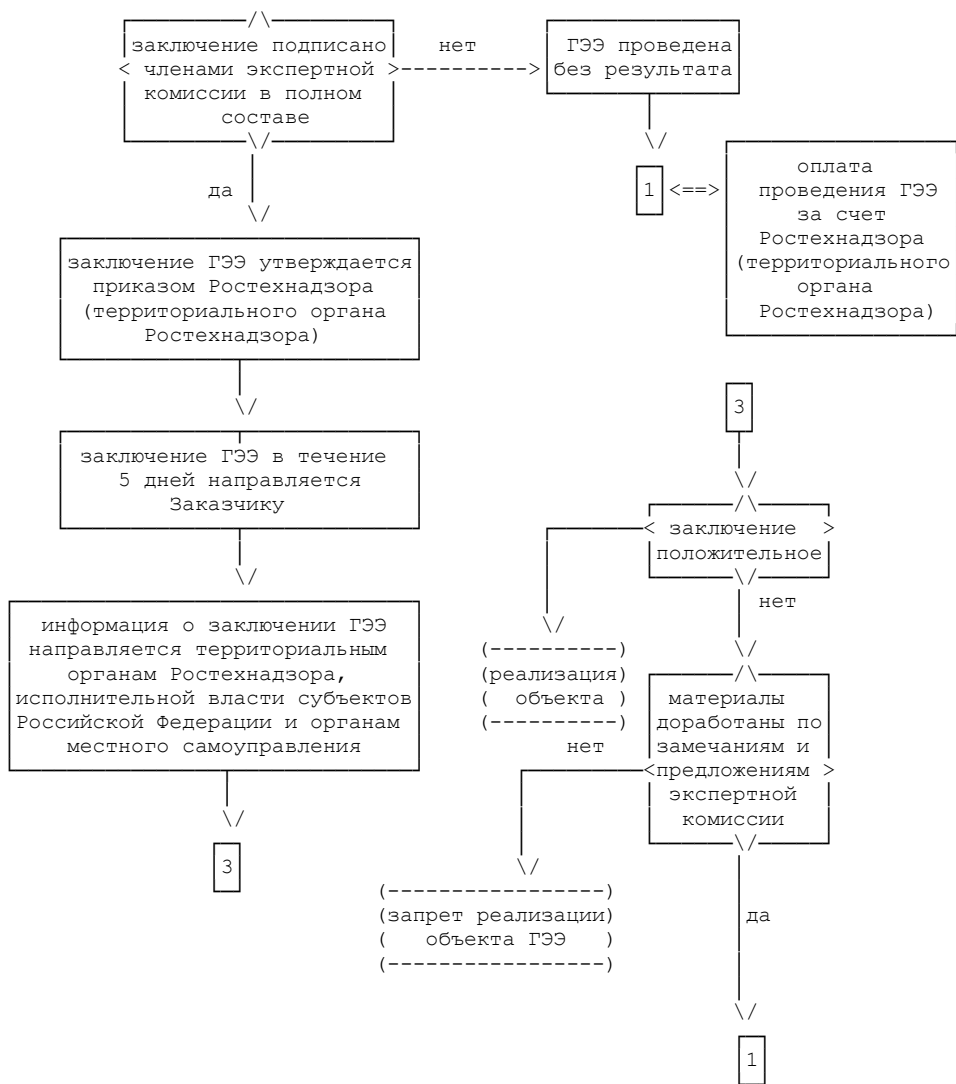 заключение подписано
членами экспертной
комиссии в полном
составе
нет
ГЭЭ проведена
без результата
да
1
<==>
оплата
проведения ГЭЭ
за счет
Ростехнадзора
(территориального
органа
Ростехнадзора)
заключение ГЭЭ утверждается
приказом Ростехнадзора
(территориального органа
Ростехнадзора)
заключение ГЭЭ в течение
5 дней направляется
Заказчику
информация о заключении ГЭЭ
направляется территориальным
органам Ростехнадзора,
исполнительной власти субъектов
Российской Федерации и органам
местного самоуправления
3
3
заключение
положительное
нет
(реализация)
( объекта )
материалы
доработаны по
замечаниям и
предложениям
экспертной
комиссии
нет
(запрет реализации)
( объекта ГЭЭ )
да
1